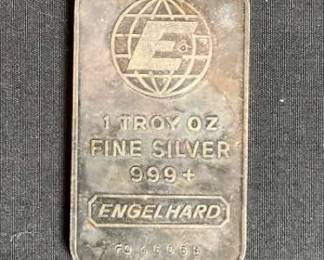 E
1 TROY OZ
FINE SILVER
999+
ENGELHARD